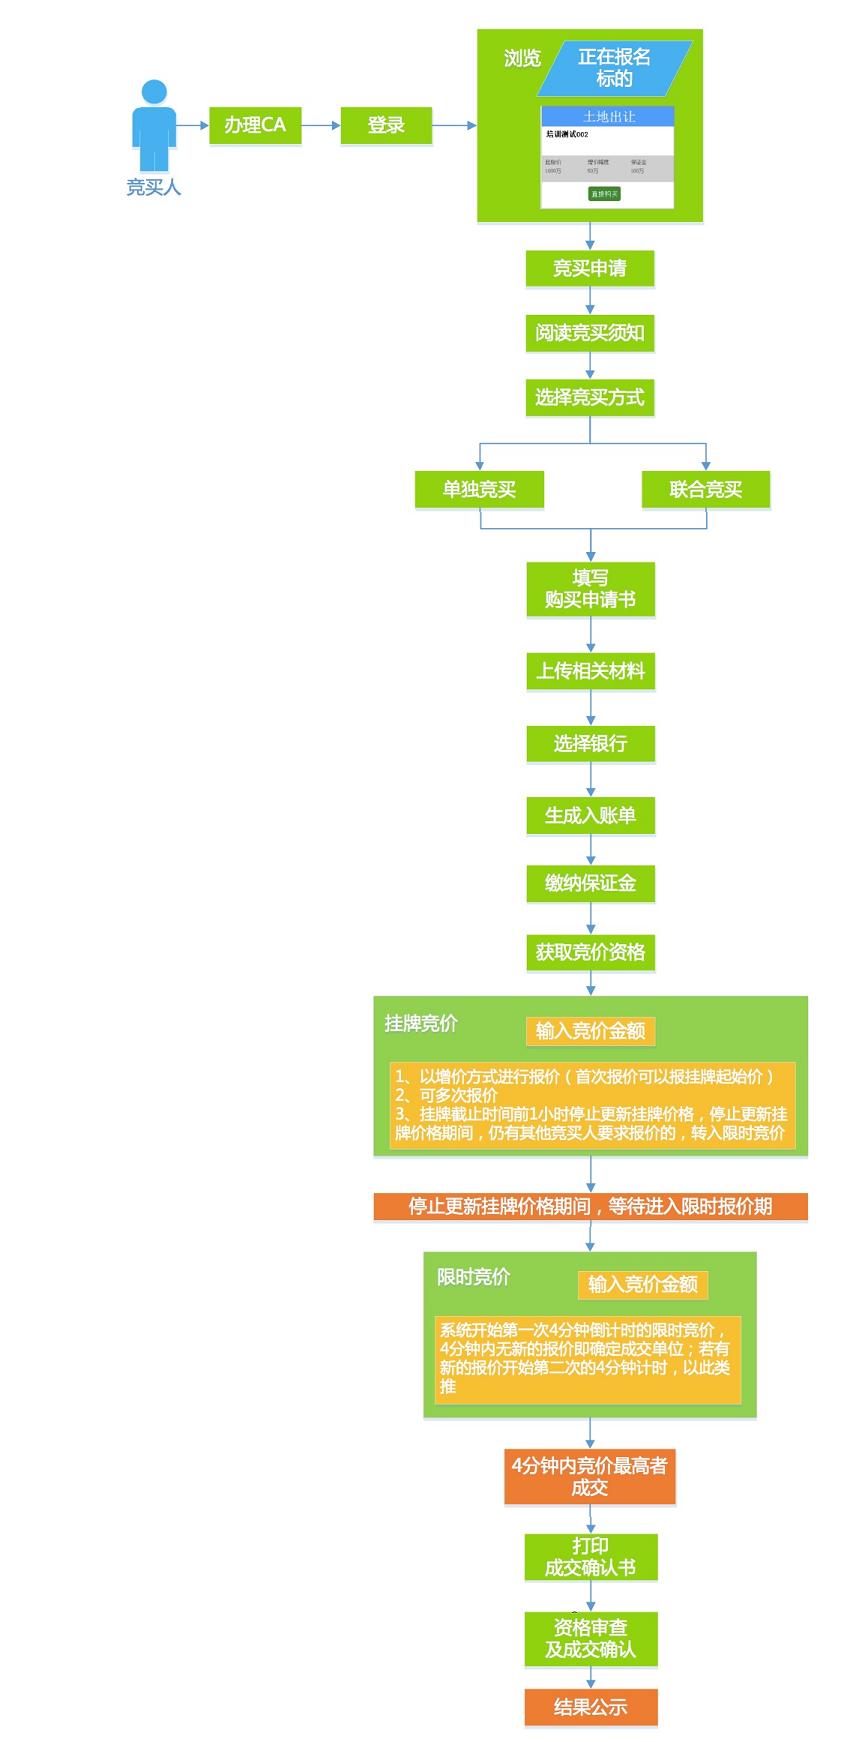 竞买人
办理CA
登录
浏览
正在报名
标的
土地出让
培训测试002
起始价
增价幅度
保证金
1000万
50万
100万
直接购买
竞买申请
阅读竞买须知
选择竞买方式
单独竞买
联合竞买
填写
购买申请书
上传相关材料
选择银行
生成入账单
缴纳保证金
获取竞价资格
挂牌竞价
输入竞价金额
1、以增价方式进行报价（首次报价可以报挂牌起始价）
2、可多次报价
3、挂牌截止时间前1小时停止更新挂牌价格，停止更新挂
牌价格期间，仍有其他竞买人要求报价的，转入限时竞价
停止更新挂牌价格期间，等待进入限时报价期
限时竞价
输入竞价金额
系统开始第一次4分钟倒计时的限时竞价，
4分钟内无新的报价即确定成交单位；若有
新的报价开始第二次的4分钟计时，以此类
推
4分钟内竞价最高者
成交
打印
成交确认书
资格审查
及成交确认
结果公示